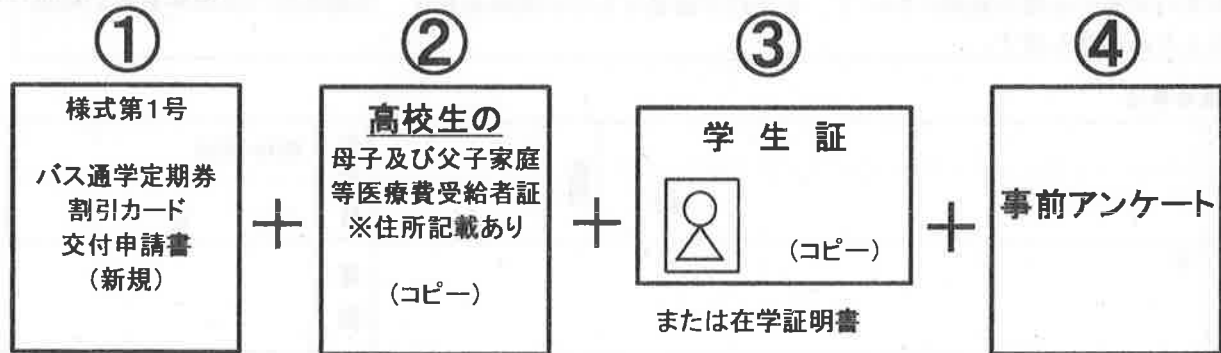 ①
様式第1号
バス通学定期券
割引カード
交付申請書
(新規)
+
②
高校生の
母子及び父子家庭
等医療費受給者証
※住所記載あり
(コピー)
+
③
学生証
(コピー)
または在学証明書
+
④
事前アンケート